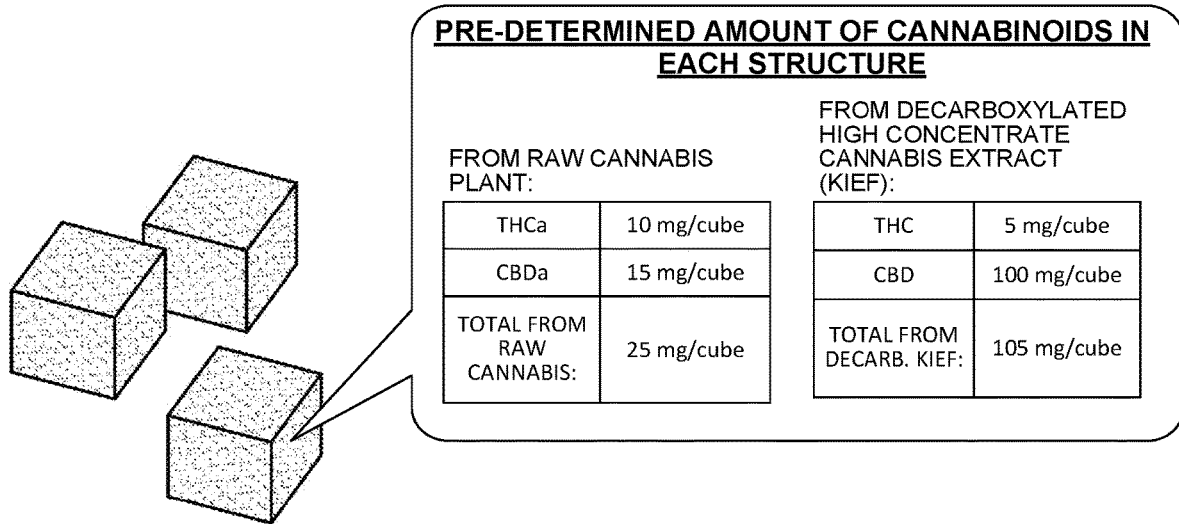 PRE-DETERMINED AMOUNT OF CANNABINOIDS IN
EACH STRUCTURE
FROM RAW CANNABIS
PLANT:
THCa 10 mg/cube
CBDa 15 mg/cube
TOTAL FROM
RAW
CANNABIS:
25 mg/cube
FROM DECARBOXYLATED
HIGH CONCENTRATE
CANNABIS EXTRACT
(KIEF):
THC 5 mg/cube
CBD 100 mg/cube
TOTAL FROM
DECARB. KIEF:
105 mg/cube